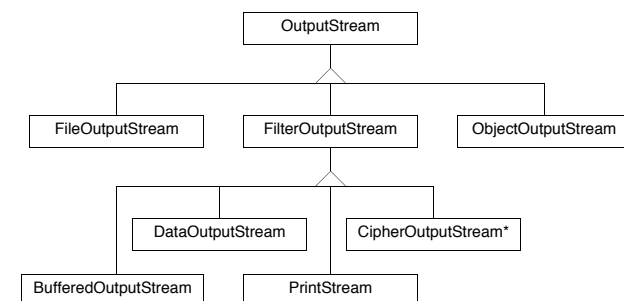 OutputStream
FileOutputStream
FilterOutputStream
ObjectOutputStream
DataOutputStream
CipherOutputStream*
BufferedOutputStream
PrintStream